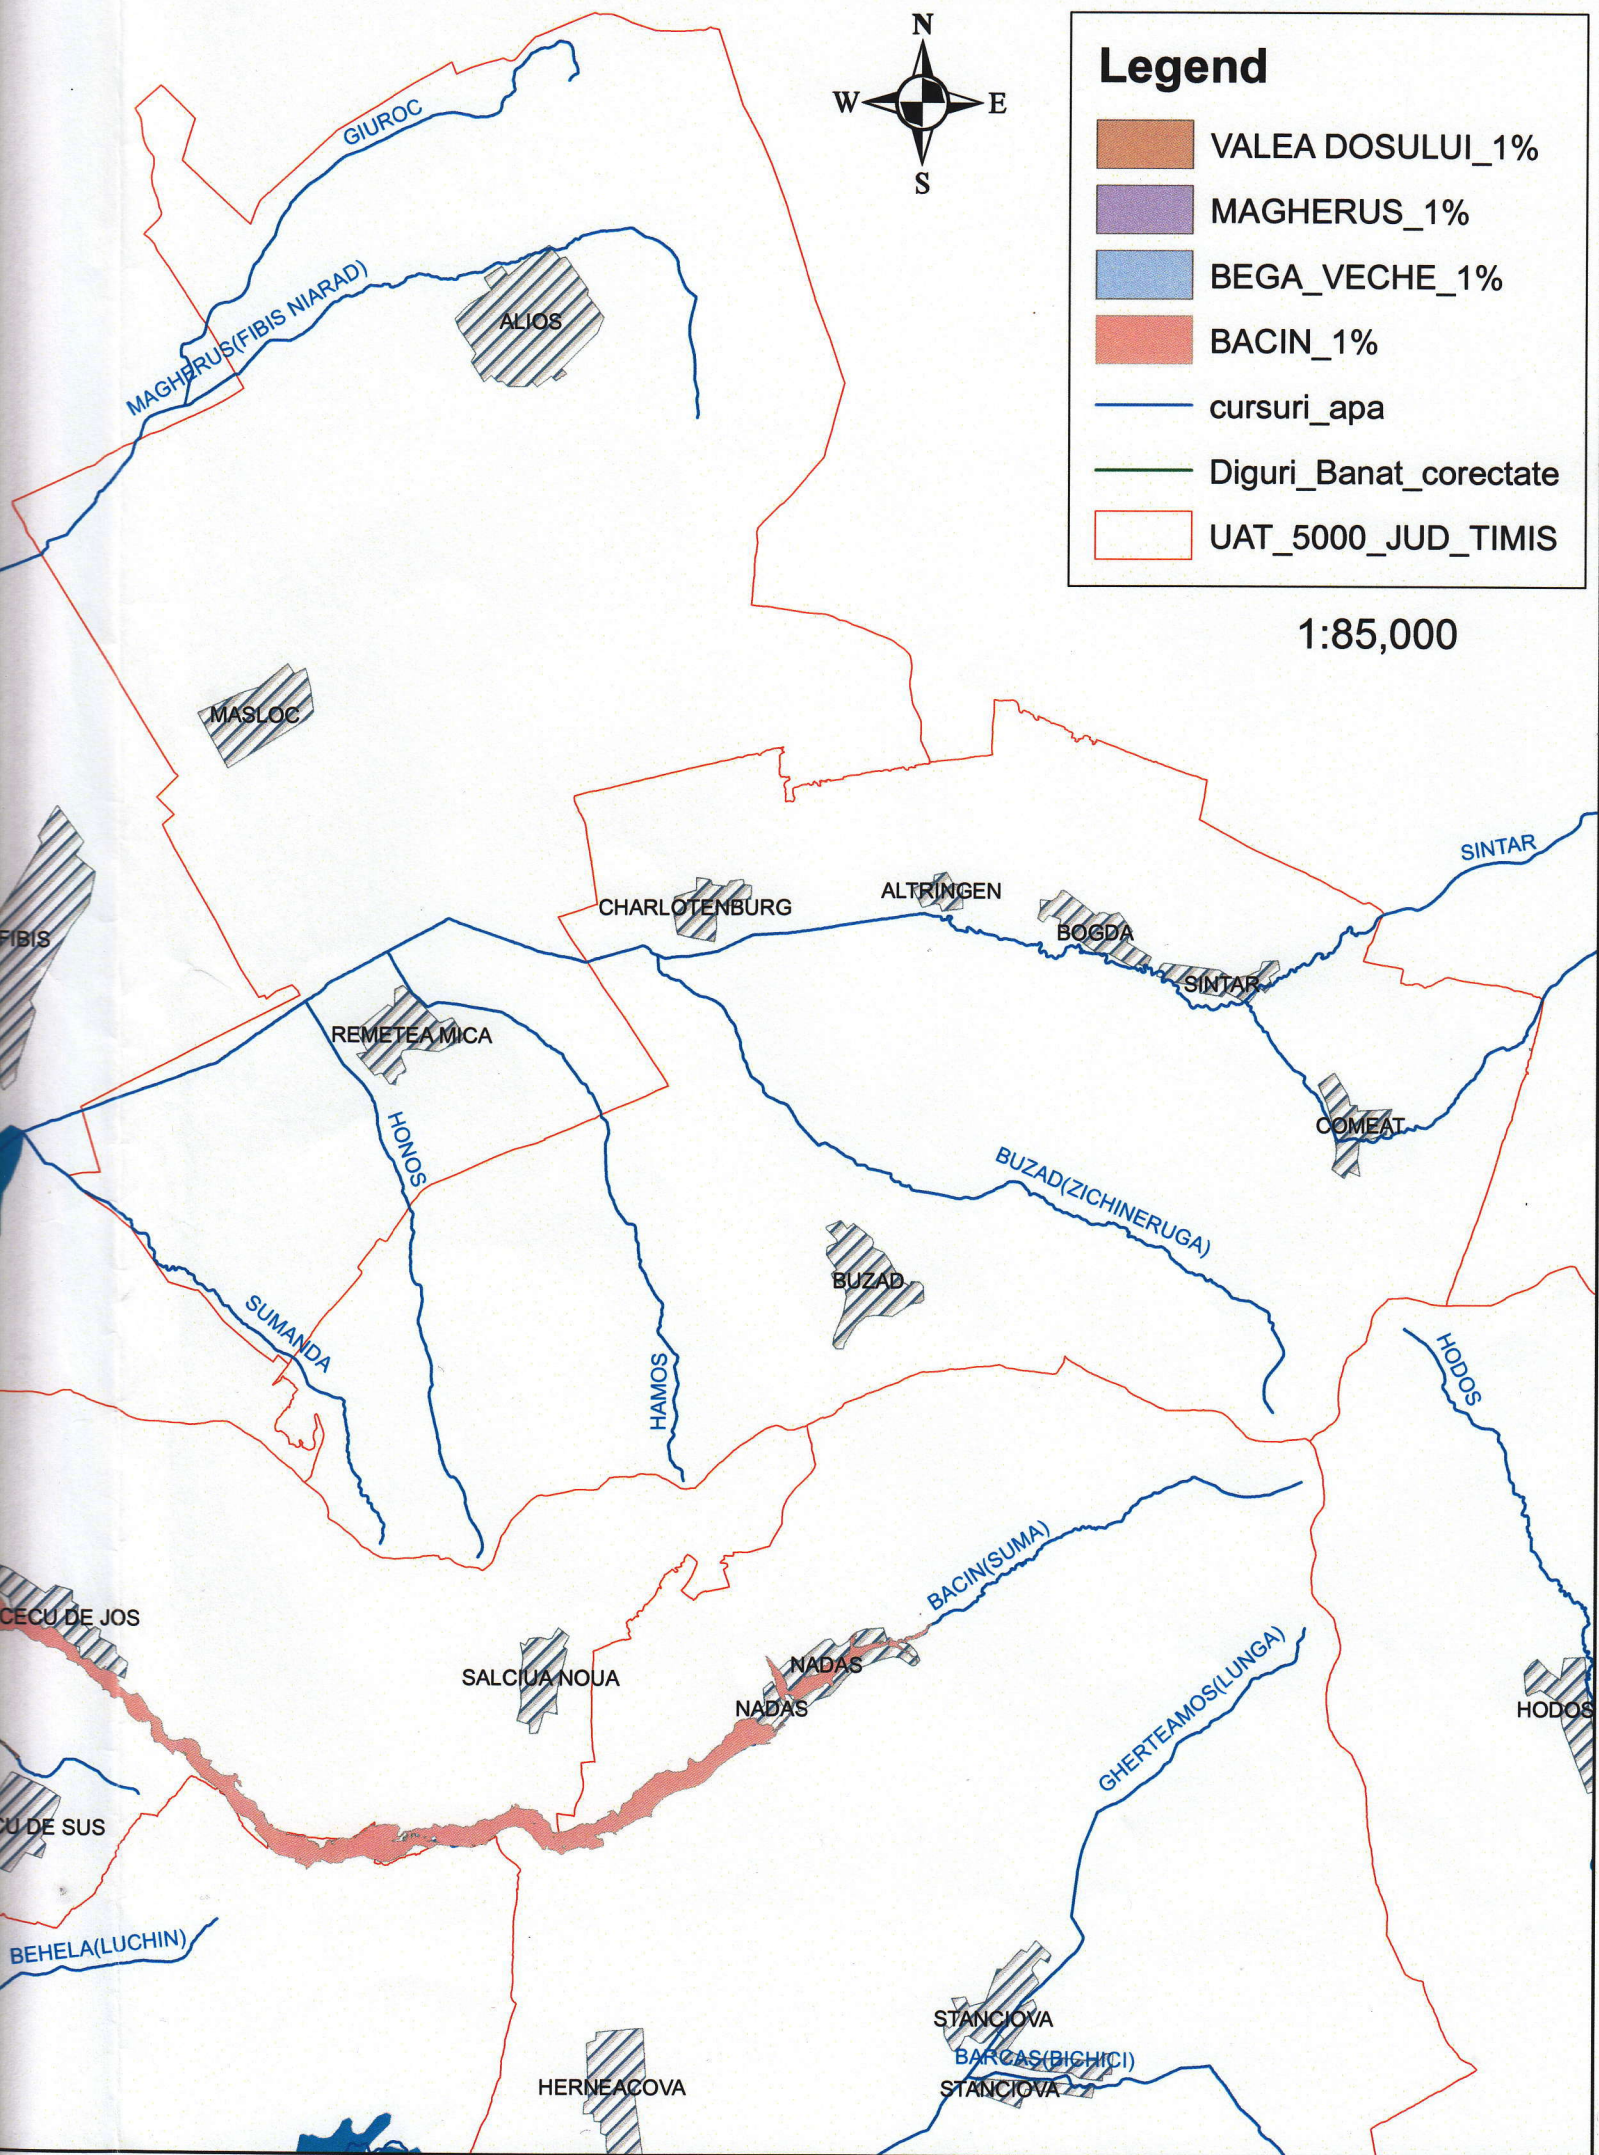 N
W
E
S
Legend
VALEA DOSULUI_1%
MAGHERUS_1%
BEGA_VECHE_1%
BACIN_1%
cursuri_apa
Diguri_Banat_corectate
UAT_5000_JUD_TIMIS
1:85,000
GIUROC
MAGHERUS(FIBIS NIARAD)
ALIOS
MASLOC
SINTAR
CHARLOTENBURG
ALTRINGEN
BOGDA
FIBIS
SINTAR
REMETEA MICA
HONOS
COMEAT
BUZAD(ZICHINERUGA)
BUZAD
SUMANDA
HAMOS
HODOS
BACIN(SUMA)
CECU DE JOS
SALCIUA NOUA
NADAS
NADAS
GHERTEAMOS(LUNGA)
HODOS
CU DE SUS
BEHELA(LUCHIN)
STANCIOVA
BARCAS(BICHICI)
HERNEACOVA
STANCIOVA